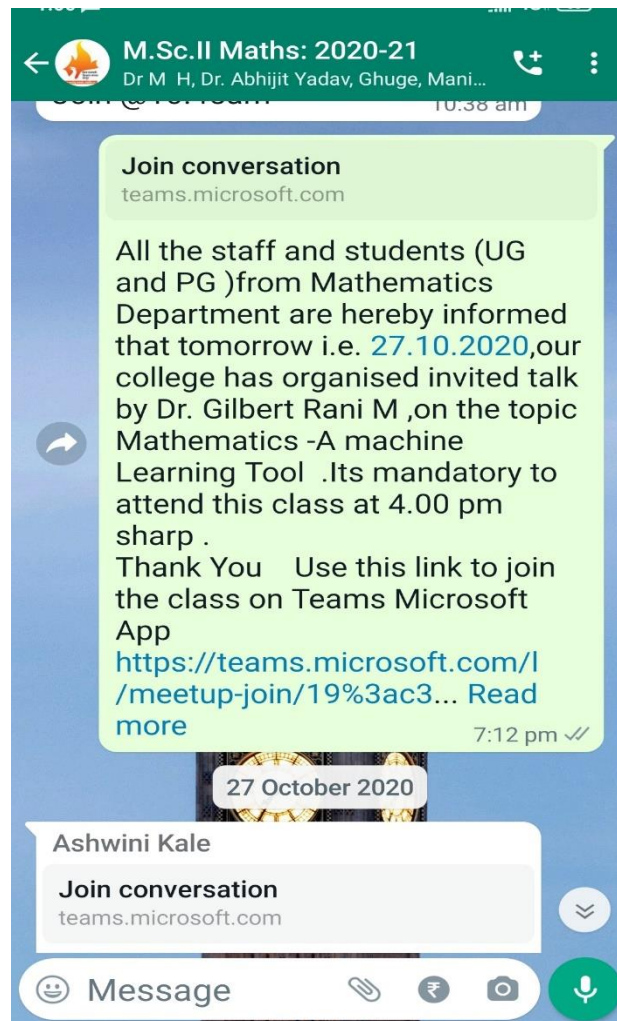 M.Sc.II Maths: 2020-21
Dr M H, Dr. Abhijit Yadav, Ghuge, Mani...
10:38 am
Join conversation
teams.microsoft.com
All the staff and students (UG
and PG )from Mathematics
Department are hereby informed
that tomorrow i.e. 27.10.2020,our
college has organised invited talk
by Dr. Gilbert Rani M ,on the topic
Mathematics -A machine
Learning Tool .Its mandatory to
attend this class at 4.00 pm
sharp .
Thank You    Use this link to join
the class on Teams Microsoft
App
https://teams.microsoft.com/l
/meetup-join/19%3ac3... Read
more
7:12 pm
27 October 2020
Ashwini Kale
Join conversation
teams.microsoft.com
Message